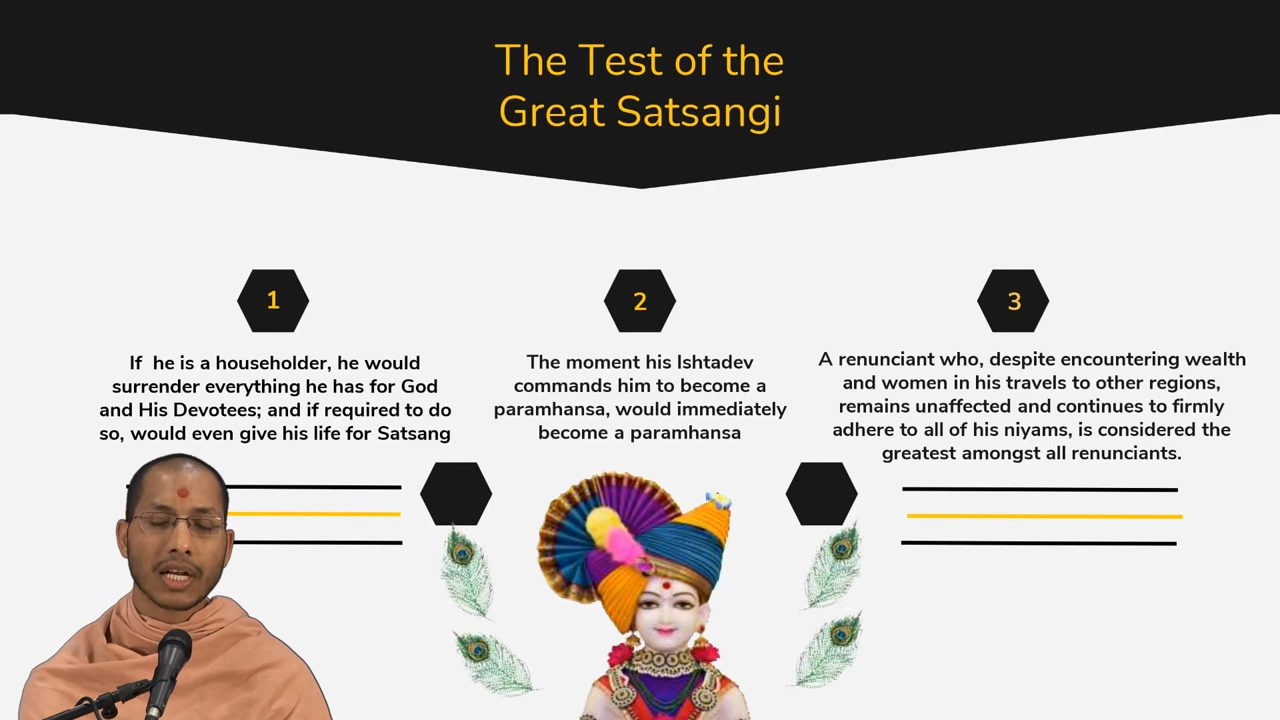 The Test of the
Great Satsangi
1
If  he is a householder, he would
surrender everything he has for God
and His Devotees; and if required to do
so, would even give his life for Satsang
2
The moment his Ishtadev
commands him to become a
paramhansa, would immediately
become a paramhansa
3
A renunciant who, despite encountering wealth
and women in his travels to other regions,
remains unaffected and continues to firmly
adhere to all of his niyams, is considered the
greatest amongst all renunciants.